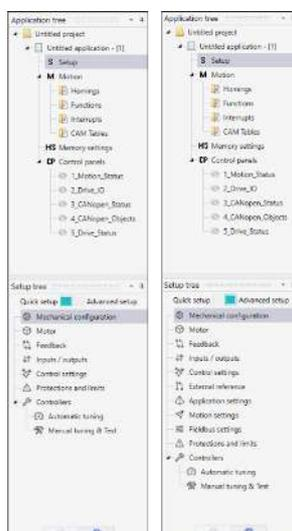 Application tree
Untitled project
Untitled application - [1]
S Setup
M Motion
Homings
Functions
Interrupts
CAM Tables
MS Memory settings
CP Control panels
1_Motion_Status
2_Drive_IO
3_CANopen_Status
4_CANopen_Objects
5_Drive_Status
Setup tree
Quick setup Advanced setup
Mechanical configuration
Motor
Feedback
Inputs / outputs
Control settings
Protections and limits
Controllers
Automatic tuning
Manual tuning & Test
Application tree
Untitled project
Untitled application - [1]
S Setup
M Motion
Homings
Functions
Interrupts
CAM Tables
MS Memory settings
CP Control panels
1_Motion_Status
2_Drive_IO
3_CANopen_Status
4_CANopen_Objects
5_Drive_Status
Setup tree
Quick setup Advanced setup
Mechanical configuration
Motor
Feedback
Inputs / outputs
Control settings
External reference
Application settings
Motion settings
Fieldbus settings
Protections and limits
Controllers
Automatic tuning
Manual tuning & Test